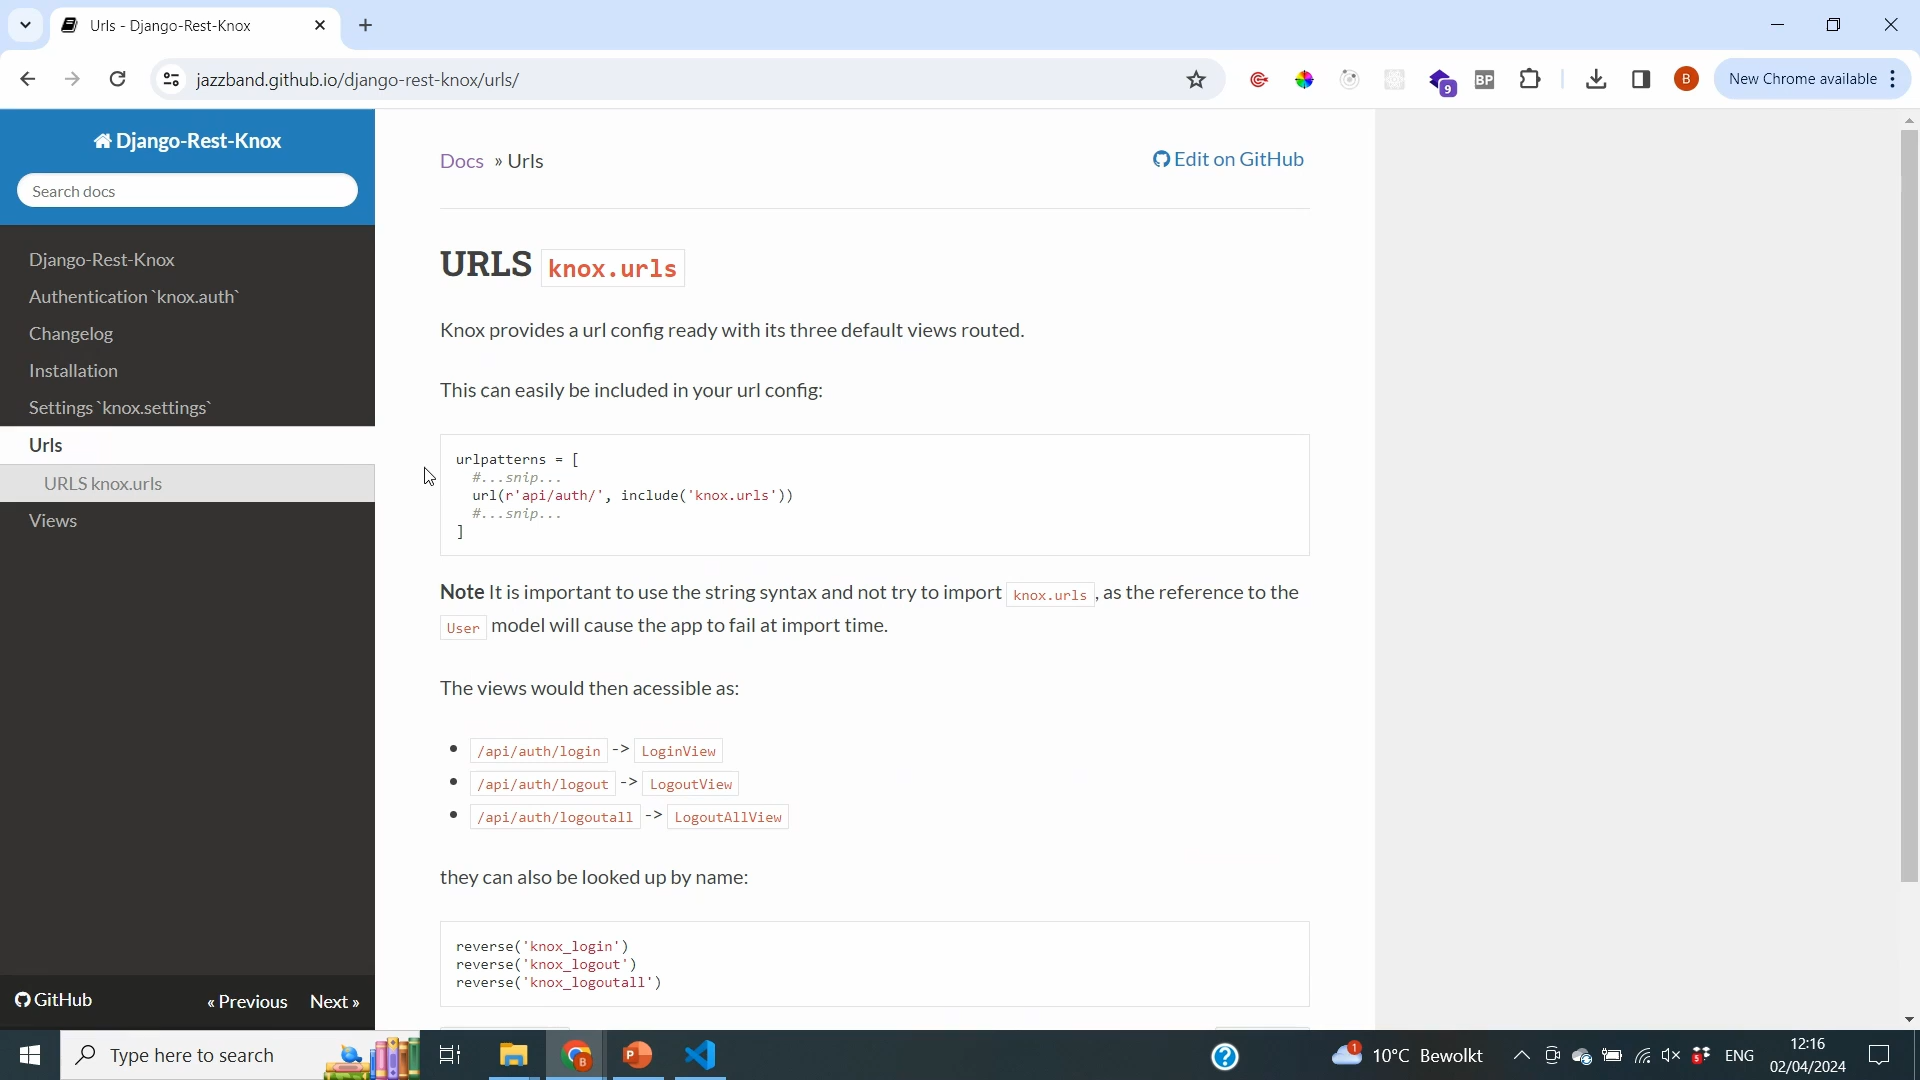 Urls - Django-Rest-Knox
jazzband.github.io/django-rest-knox/urls/
9
BP
B
New Chrome available
Django-Rest-Knox
Search docs
Django-Rest-Knox
Authentication `knox.auth`
Changelog
Installation
Settings `knox.settings`
Urls
URLS knox.urls
Views
GitHub
« Previous
Next »
Docs » Urls
Edit on GitHub
URLS knox.urls
Knox provides a url config ready with its three default views routed.
This can easily be included in your url config:
urlpatterns = [
#...snip...
url(r'api/auth/', include('knox.urls'))
#...snip...
]
Note It is important to use the string syntax and not try to import knox.urls, as the reference to the
User model will cause the app to fail at import time.
The views would then acessible as:
/api/auth/login -> LoginView
/api/auth/logout -> LogoutView
/api/auth/logoutall -> LogoutAllView
they can also be looked up by name:
reverse('knox_login')
reverse('knox_logout')
reverse('knox_logoutall')
Type here to search
B
P
1
10°C Bewolkt
5
ENG
12:16
02/04/2024